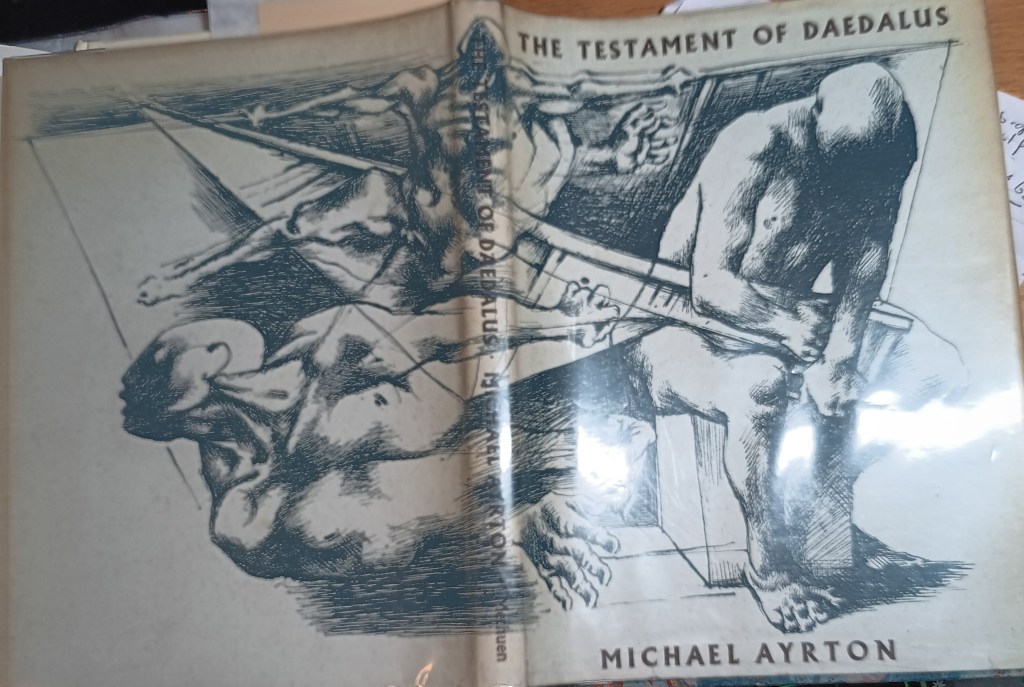 THE TESTAMENT OF DAEDALUS
THE TESTAMENT OF DAEDALUS · MICHAEL AYRTON Methuen
MICHAEL AYRTON